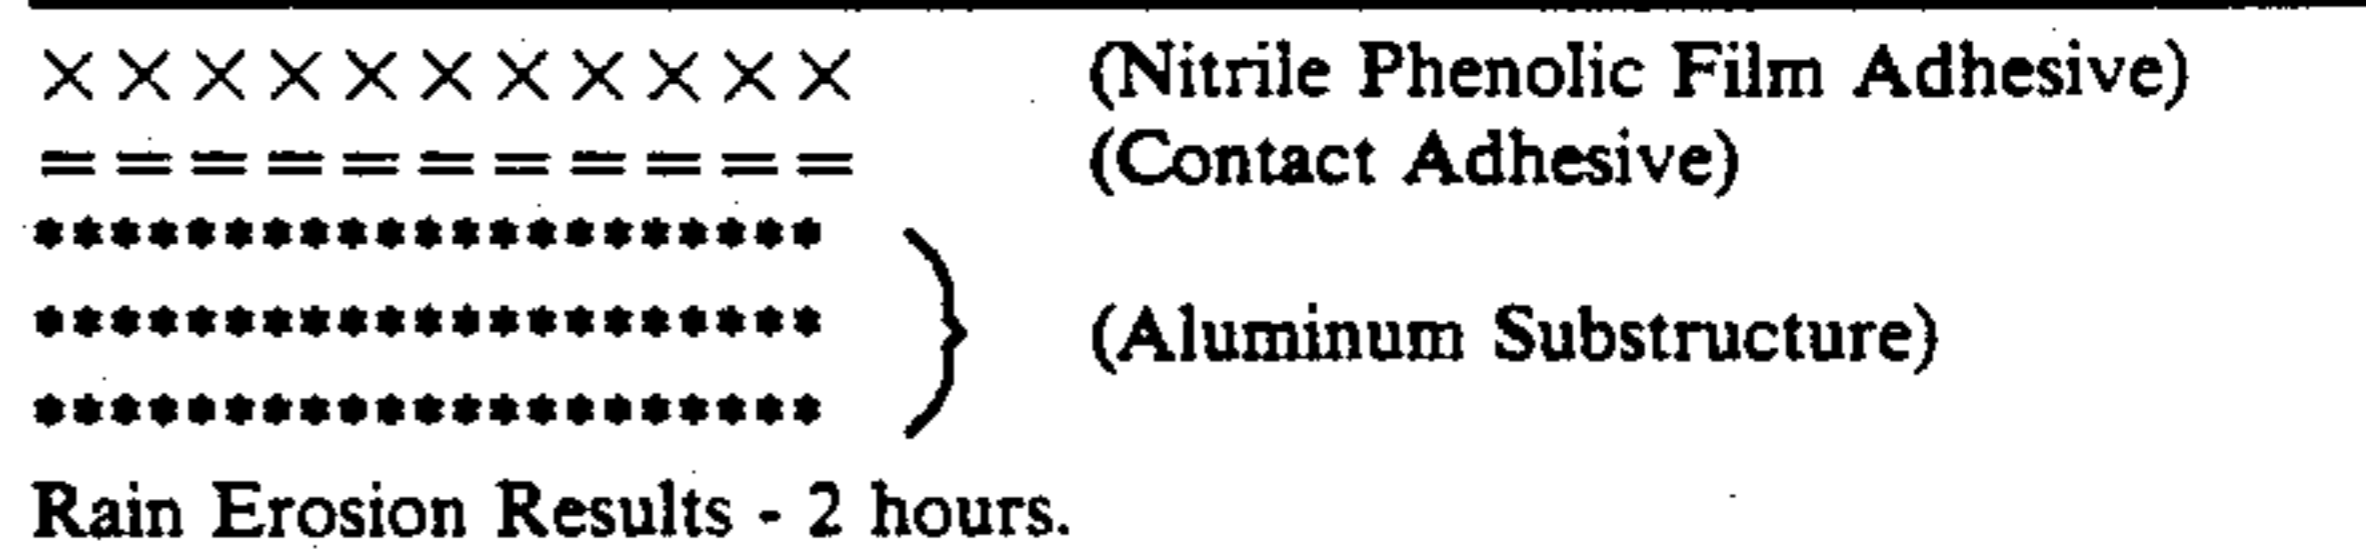 ××××××××××× (Nitrile Phenolic Film Adhesive)
=========== (Contact Adhesive)
*********************
********************* (Aluminum Substructure)
*********************
Rain Erosion Results - 2 hours.